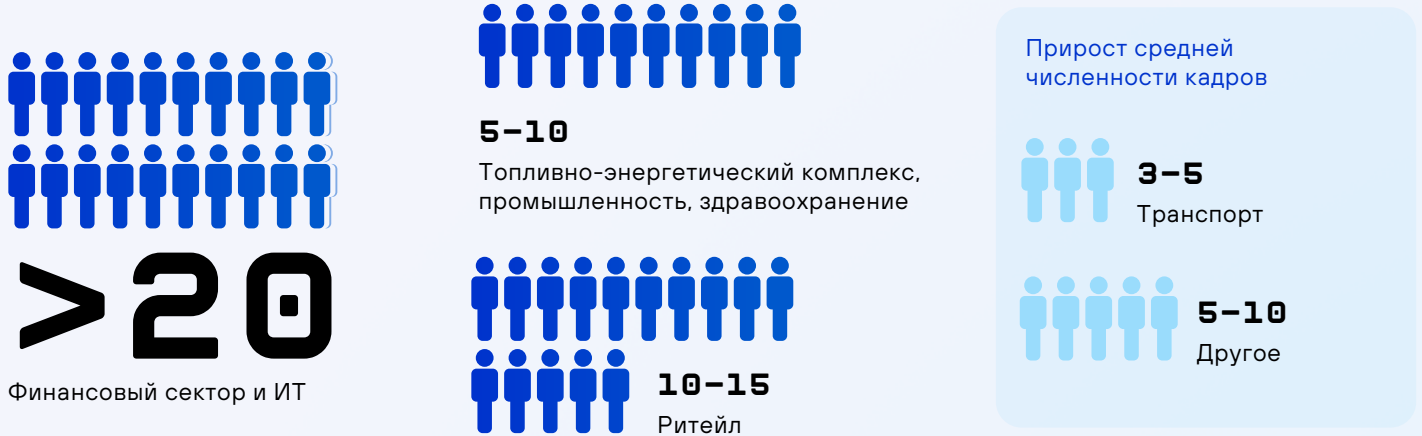 >20
Финансовый сектор и ИТ
5–10
Топливно-энергетический комплекс,
промышленность, здравоохранение
10–15
Ритейл
Прирост средней
численности кадров
3–5
Транспорт
5–10
Другое